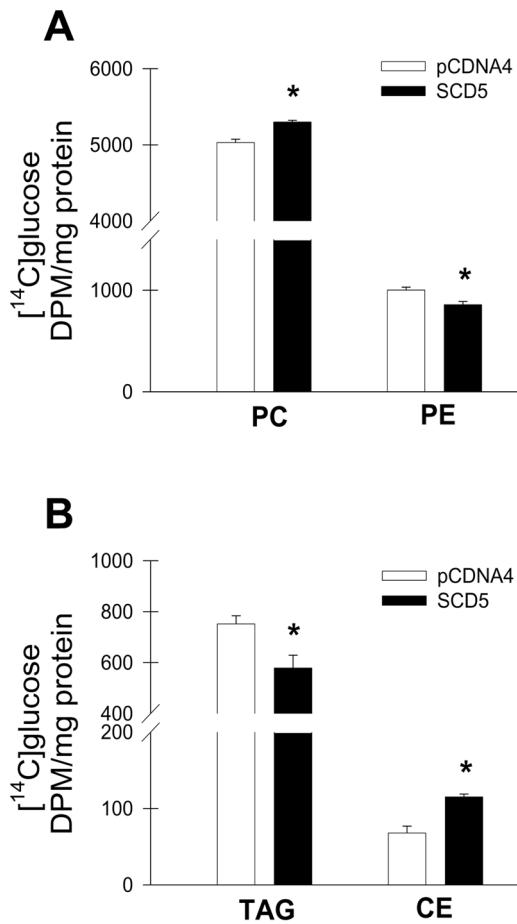 A
6000
5000
4000
1000
0
[¹⁴C]glucose
DPM/mg protein
pCDNA4
SCD5
*
*
PC PE
B
1000
800
600
400
200
100
0
[¹⁴C]glucose
DPM/mg protein
pCDNA4
SCD5
*
*
TAG CE